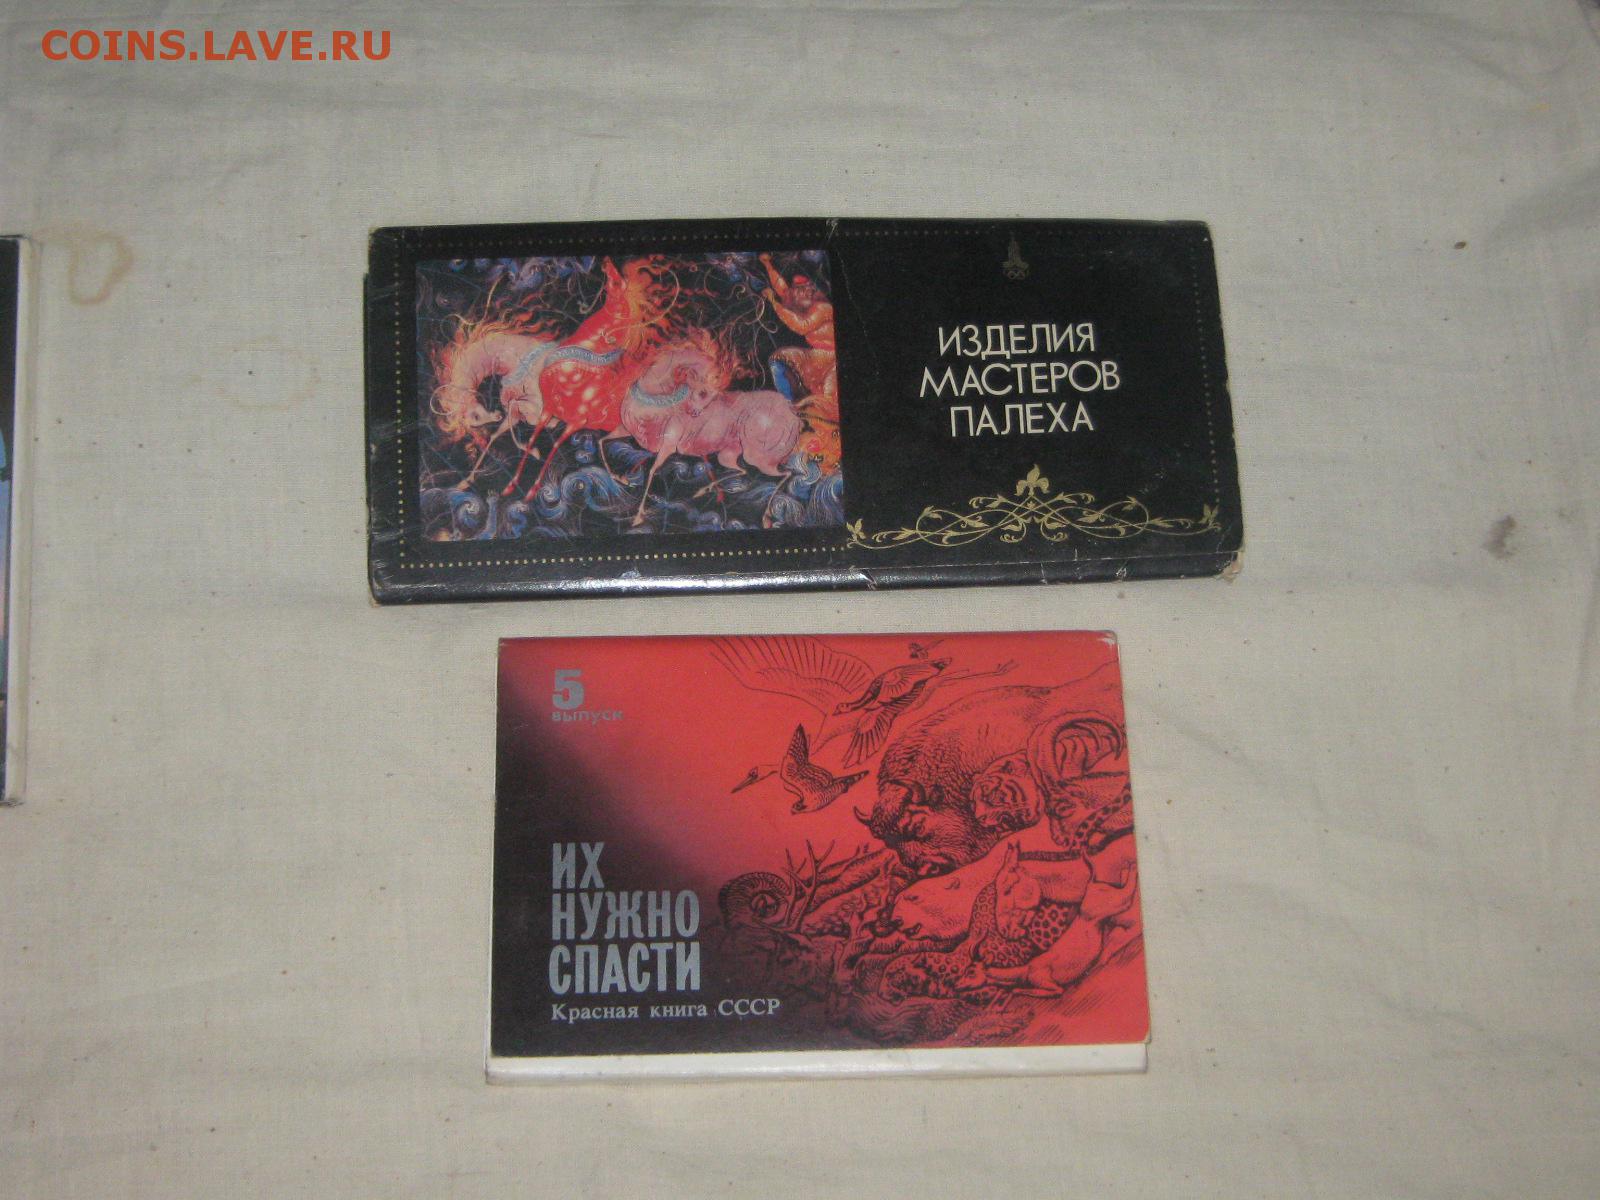 COINS.LAVE.RU
ИЗДЕЛИЯ
МАСТЕРОВ
ПАЛЕХА
5
выпуск
ИХ
НУЖНО
СПАСТИ
Красная книга СССР